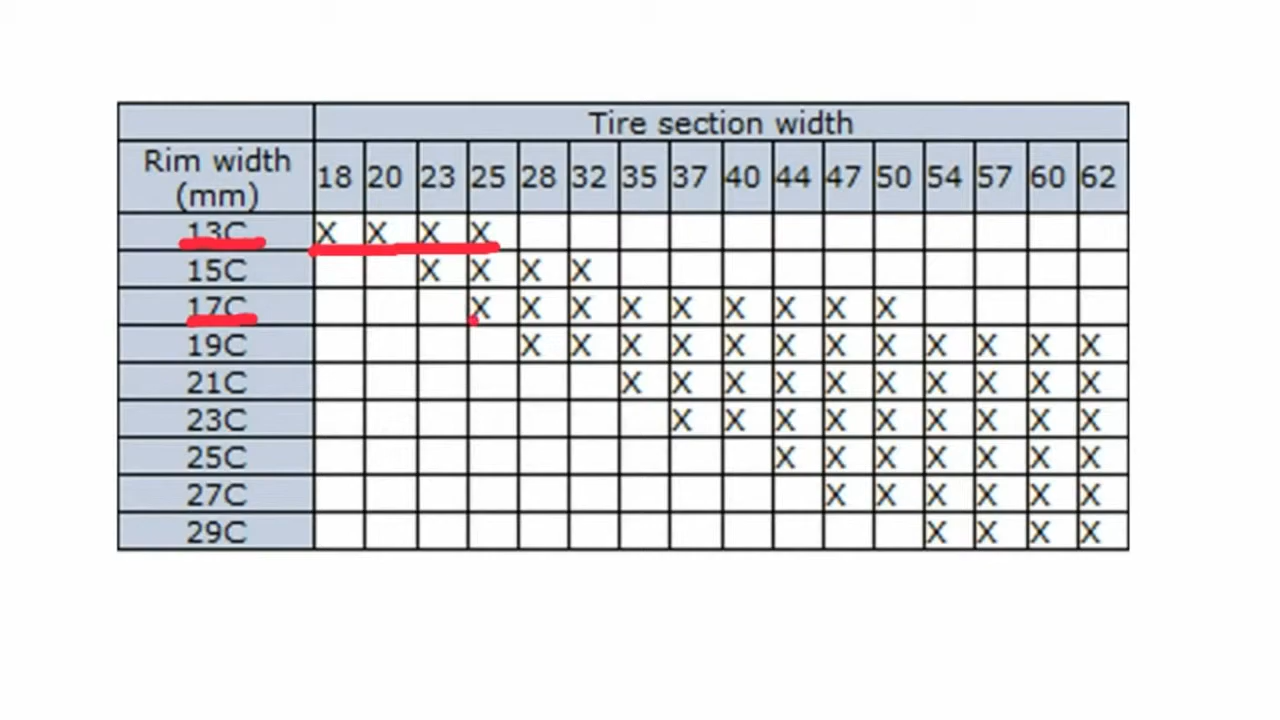 Tire section width
Rim width (mm) 18 20 23 25 28 32 35 37 40 44 47 50 54 57 60 62
13C X X X X
15C X X X X
17C X X X X X X X X X
19C X X X X X X X X X X X X
21C X X X X X X X X X X
23C X X X X X X X X X
25C X X X X X X X
27C X X X X X X
29C X X X X